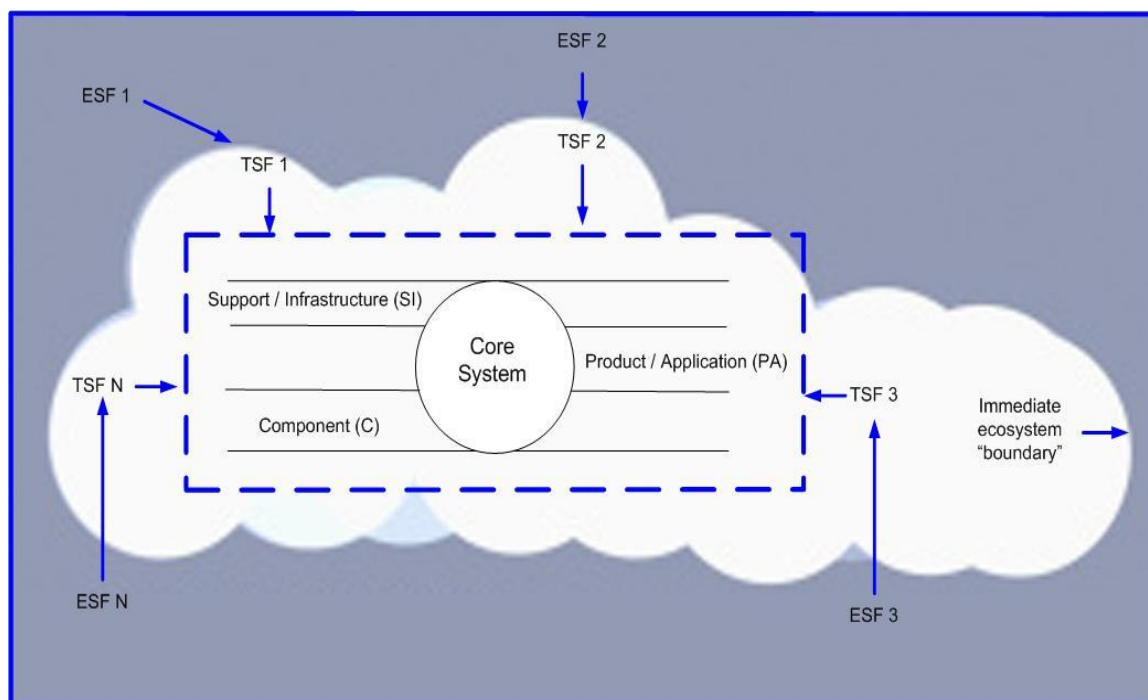 ESF 2
ESF 1
TSF 2
TSF 1
Support / Infrastructure (SI)
Core
System
Product / Application (PA)
TSF N
TSF 3
Immediate
ecosystem
“boundary”
Component (C)
ESF N
ESF 3